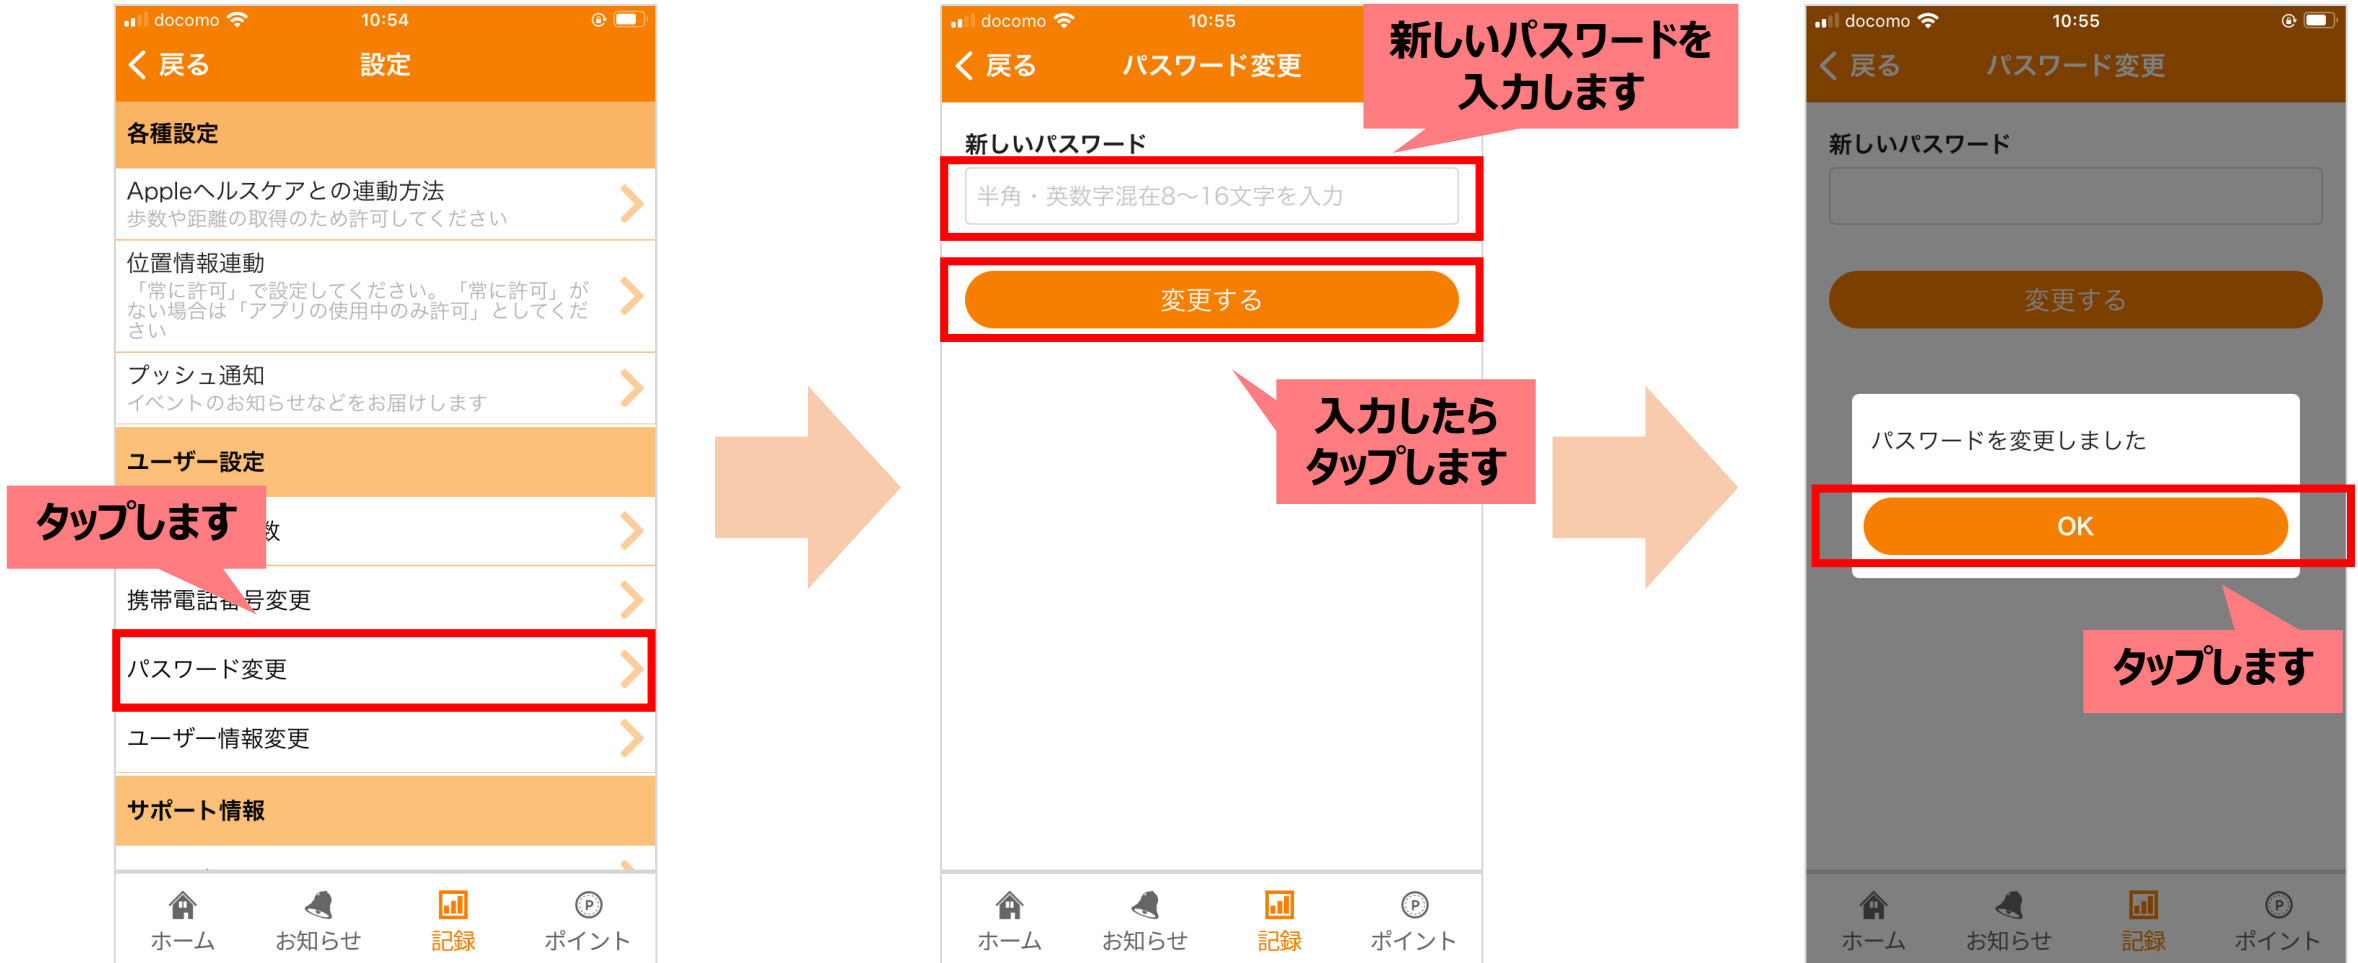 docomo
10:54
戻る
設定
各種設定
Appleヘルスケアとの連動方法
歩数や距離の取得のため許可してください
位置情報連動
「常に許可」で設定してください。「常に許可」が
ない場合は「アプリの使用中のみ許可」としてくだ
さい
プッシュ通知
イベントのお知らせなどをお届けします
ユーザー設定
タップします
数
携帯電話番号変更
パスワード変更
ユーザー情報変更
サポート情報
ホーム
お知らせ
記録
ポイント
docomo
10:55
戻る
パスワード変更
新しいパスワードを
入力します
新しいパスワード
半角・英数字混在8〜16文字を入力
変更する
入力したら
タップします
ホーム
お知らせ
記録
ポイント
docomo
10:55
戻る
パスワード変更
新しいパスワード
変更する
パスワードを変更しました
OK
タップします
ホーム
お知らせ
記録
ポイント